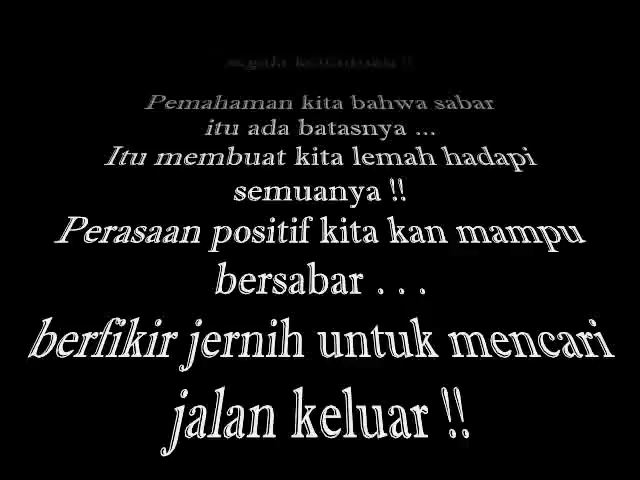 Pemahaman kita bahwa sabar
itu ada batasnya ...
Itu membuat kita lemah hadapi
semuanya !!
Perasaan positif kita kan mampu
bersabar . . .
berfikir jernih untuk mencari
jalan keluar !!